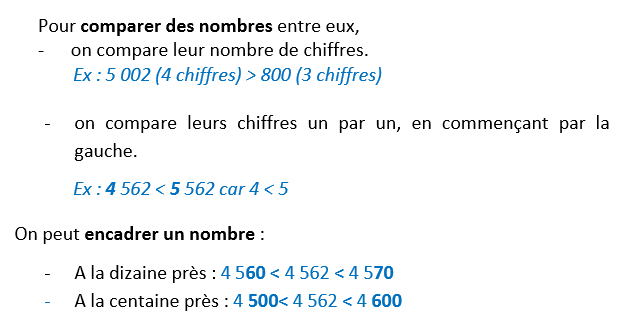 Pour comparer des nombres entre eux,
- on compare leur nombre de chiffres.
Ex : 5 002 (4 chiffres) > 800 (3 chiffres)
- on compare leurs chiffres un par un, en commençant par la
gauche.
Ex : 4 562 < 5 562 car 4 < 5
On peut encadrer un nombre :
- A la dizaine près : 4 560 < 4 562 < 4 570
- A la centaine près : 4 500< 4 562 < 4 600